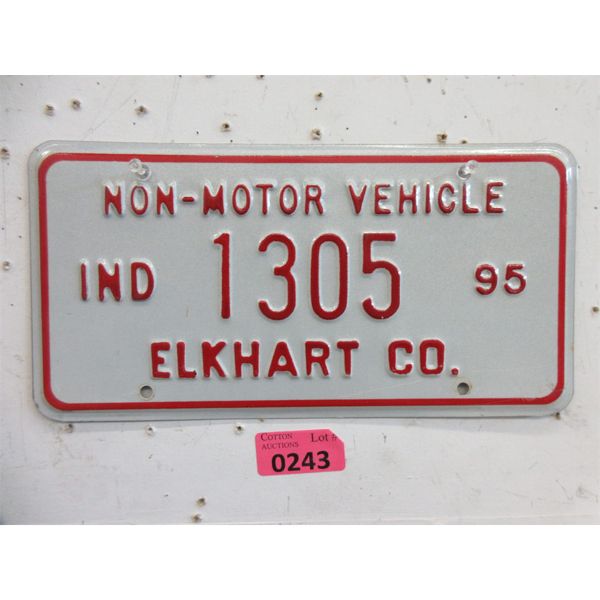 NON-MOTOR VEHICLE
IND 1305 95
ELKHART CO.
COTTON AUCTIONS Lot #
0243